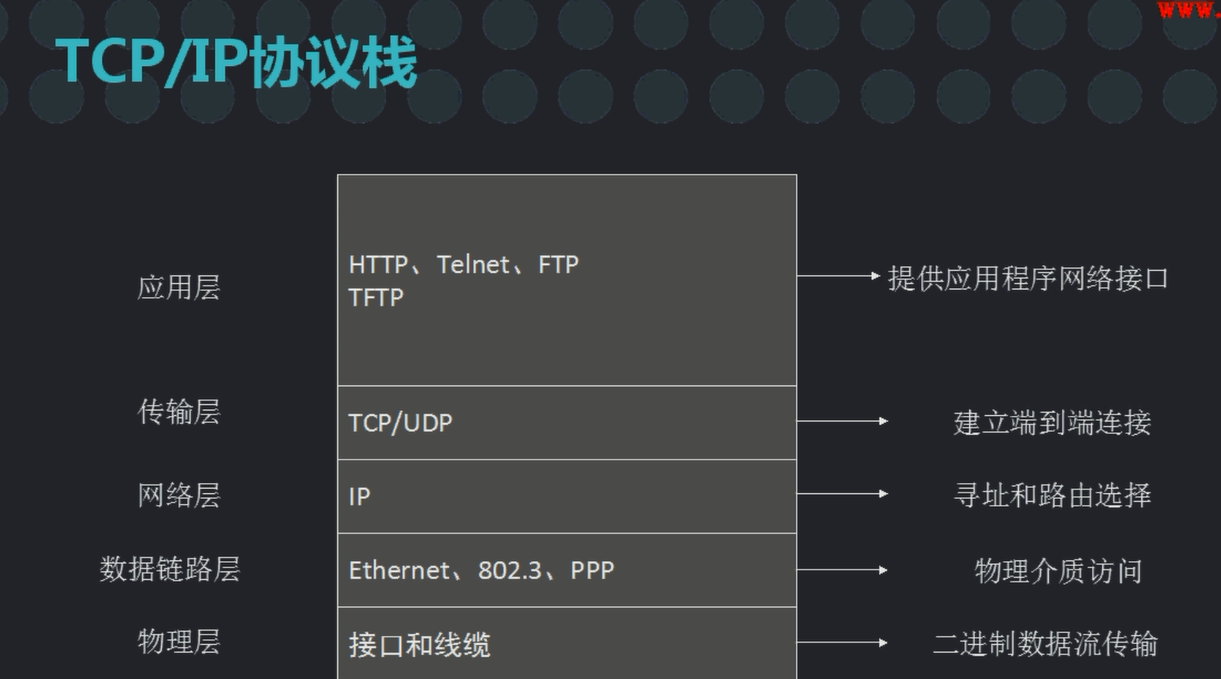 www.
TCP/IP协议栈
应用层
HTTP、Telnet、FTP
TFTP
提供应用程序网络接口
传输层
TCP/UDP
建立端到端连接
网络层
IP
寻址和路由选择
数据链路层
Ethernet、802.3、PPP
物理介质访问
物理层
接口和线缆
二进制数据流传输